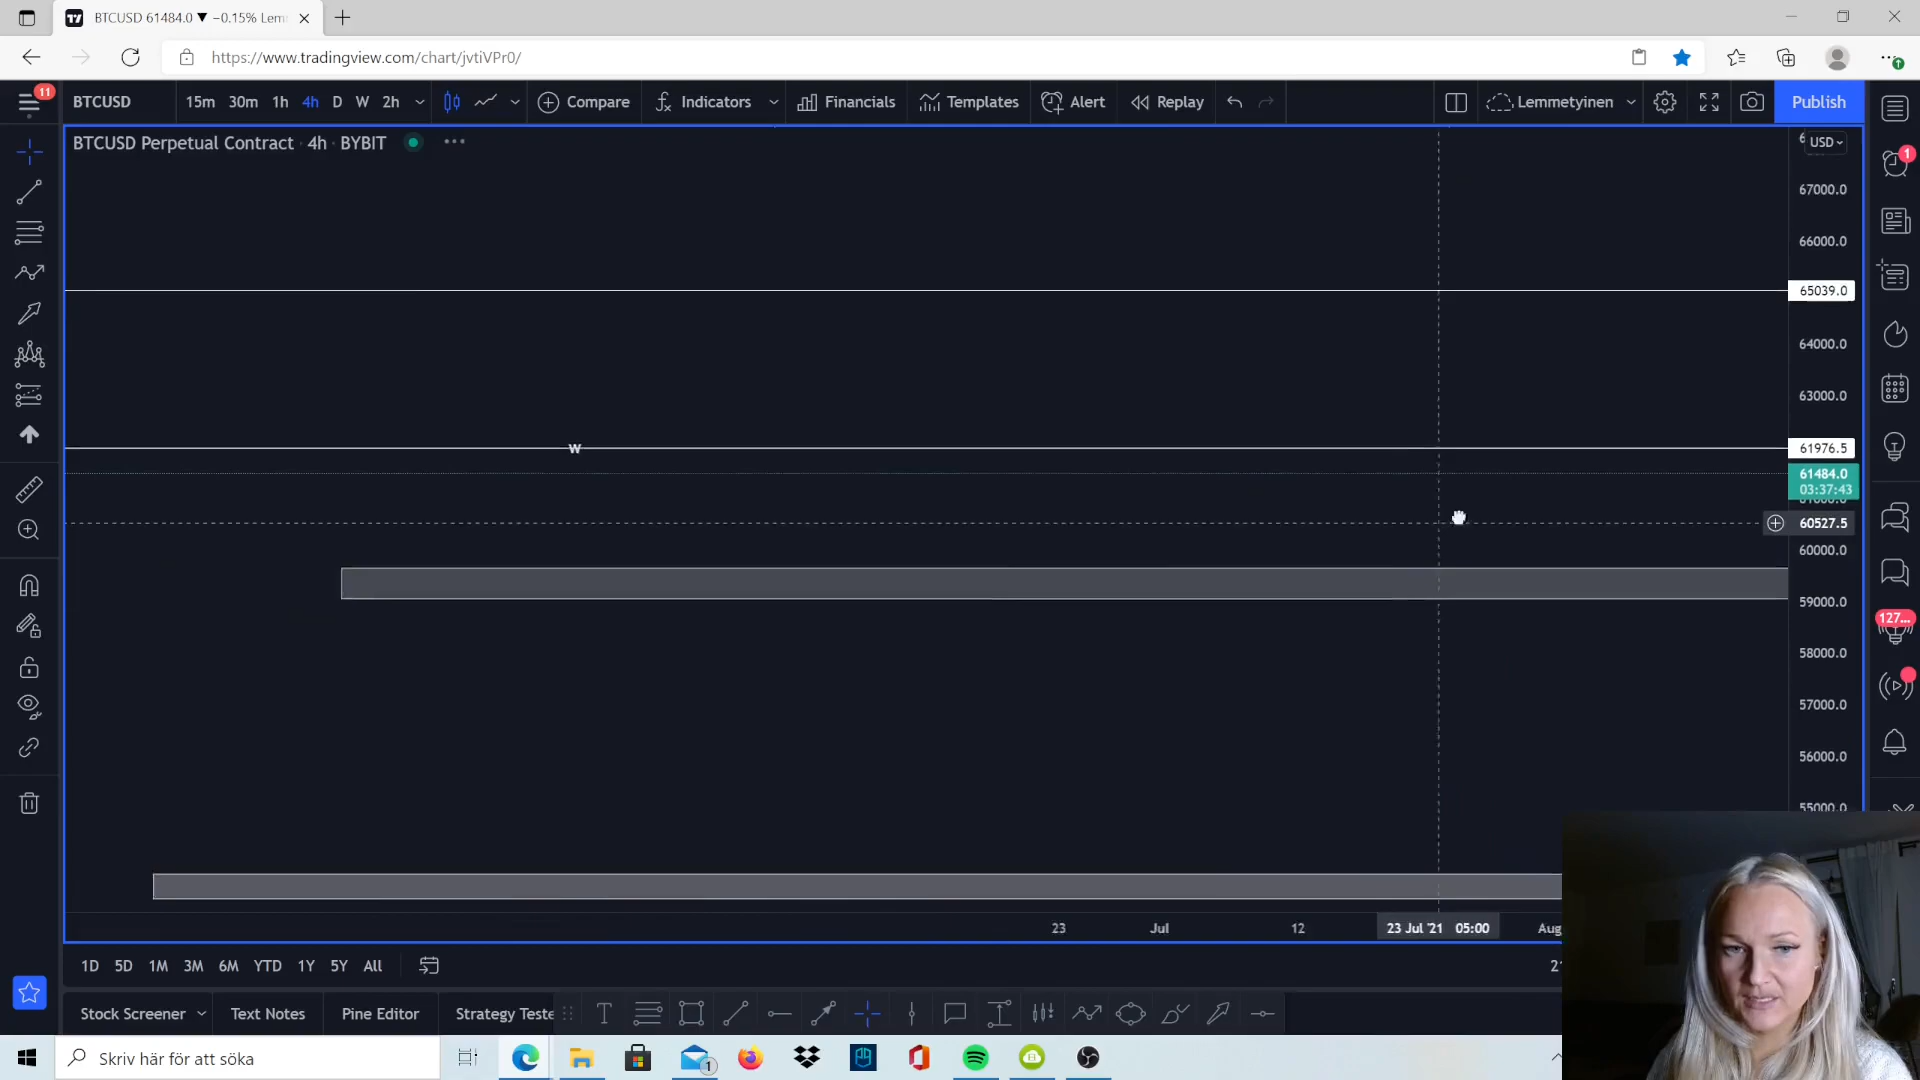 BTCUSD 61484.0 ▼ −0.15% Lem
https://www.tradingview.com/chart/jvtiVPr0/
11
BTCUSD 15m 30m 1h 4h D W 2h Compare Indicators Financials Templates Alert Replay Lemmetyinen Publish
BTCUSD Perpetual Contract · 4h · BYBIT
USD
1
67000.0
66000.0
65039.0
64000.0
63000.0
W
61976.5
61484.0
03:37:43
60527.5
60000.0
59000.0
127...
58000.0
57000.0
56000.0
55000.0
23 Jul 12 23 Jul '21 05:00 Aug
1D 5D 1M 3M 6M YTD 1Y 5Y All
Stock Screener Text Notes Pine Editor Strategy Teste
Skriv här för att söka
1